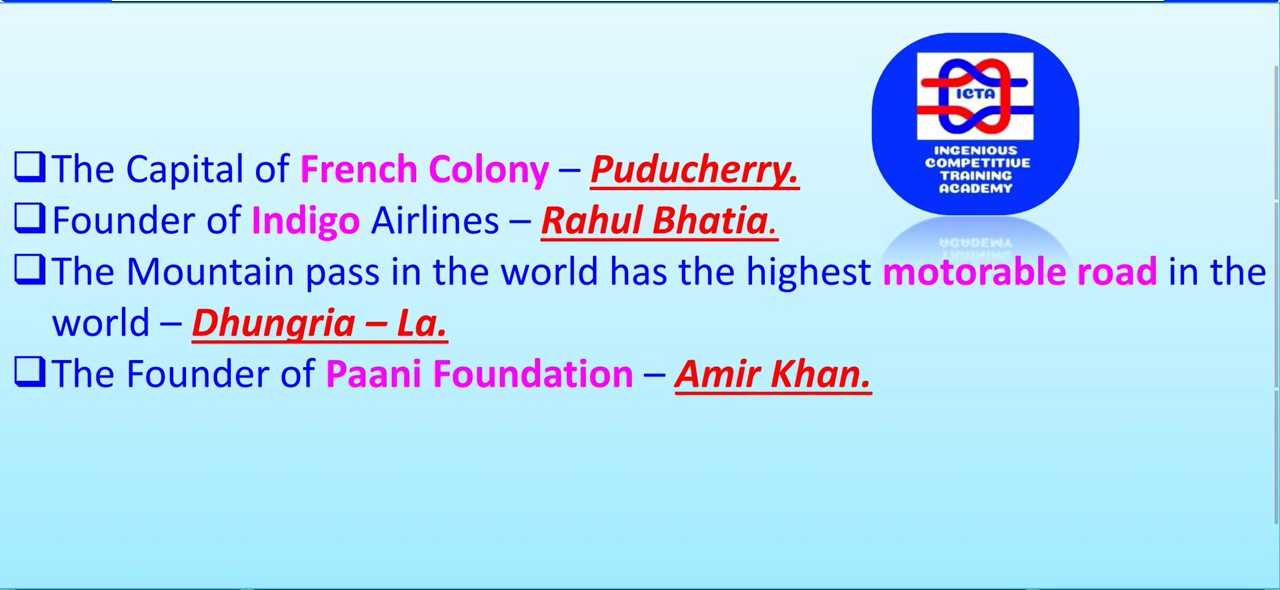 ICTA
INGENIOUS
COMPETITIVE
TRAINING
ACADEMY
The Capital of French Colony – Puducherry.
Founder of Indigo Airlines – Rahul Bhatia.
The Mountain pass in the world has the highest motorable road in the
world – Dhungria – La.
The Founder of Paani Foundation – Amir Khan.